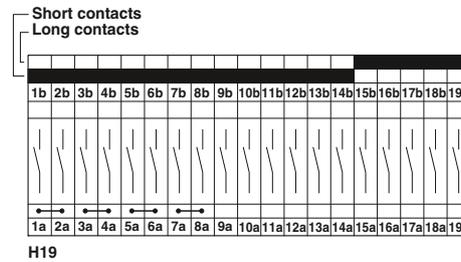 Short contacts
Long contacts
1b 2b 3b 4b 5b 6b 7b 8b 9b 10b 11b 12b 13b 14b 15b 16b 17b 18b 19
1a 2a 3a 4a 5a 6a 7a 8a 9a 10a 11a 12a 13a 14a 15a 16a 17a 18a 19
H19